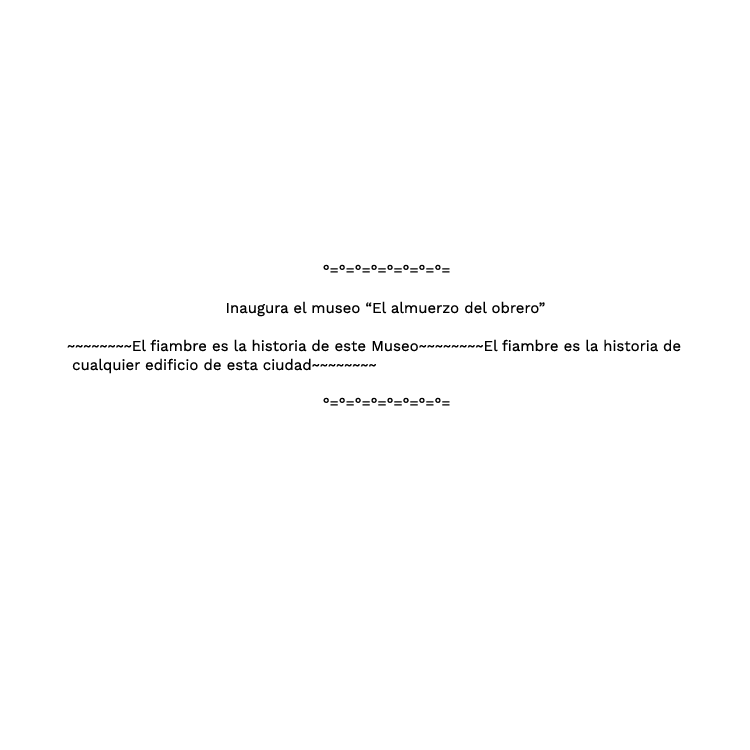 °=°=°=°=°=°=°=°=
Inaugura el museo “El almuerzo del obrero”
~~~~~~~~El fiambre es la historia de este Museo~~~~~~~~El fiambre es la historia de
cualquier edificio de esta ciudad~~~~~~~~
°=°=°=°=°=°=°=°=